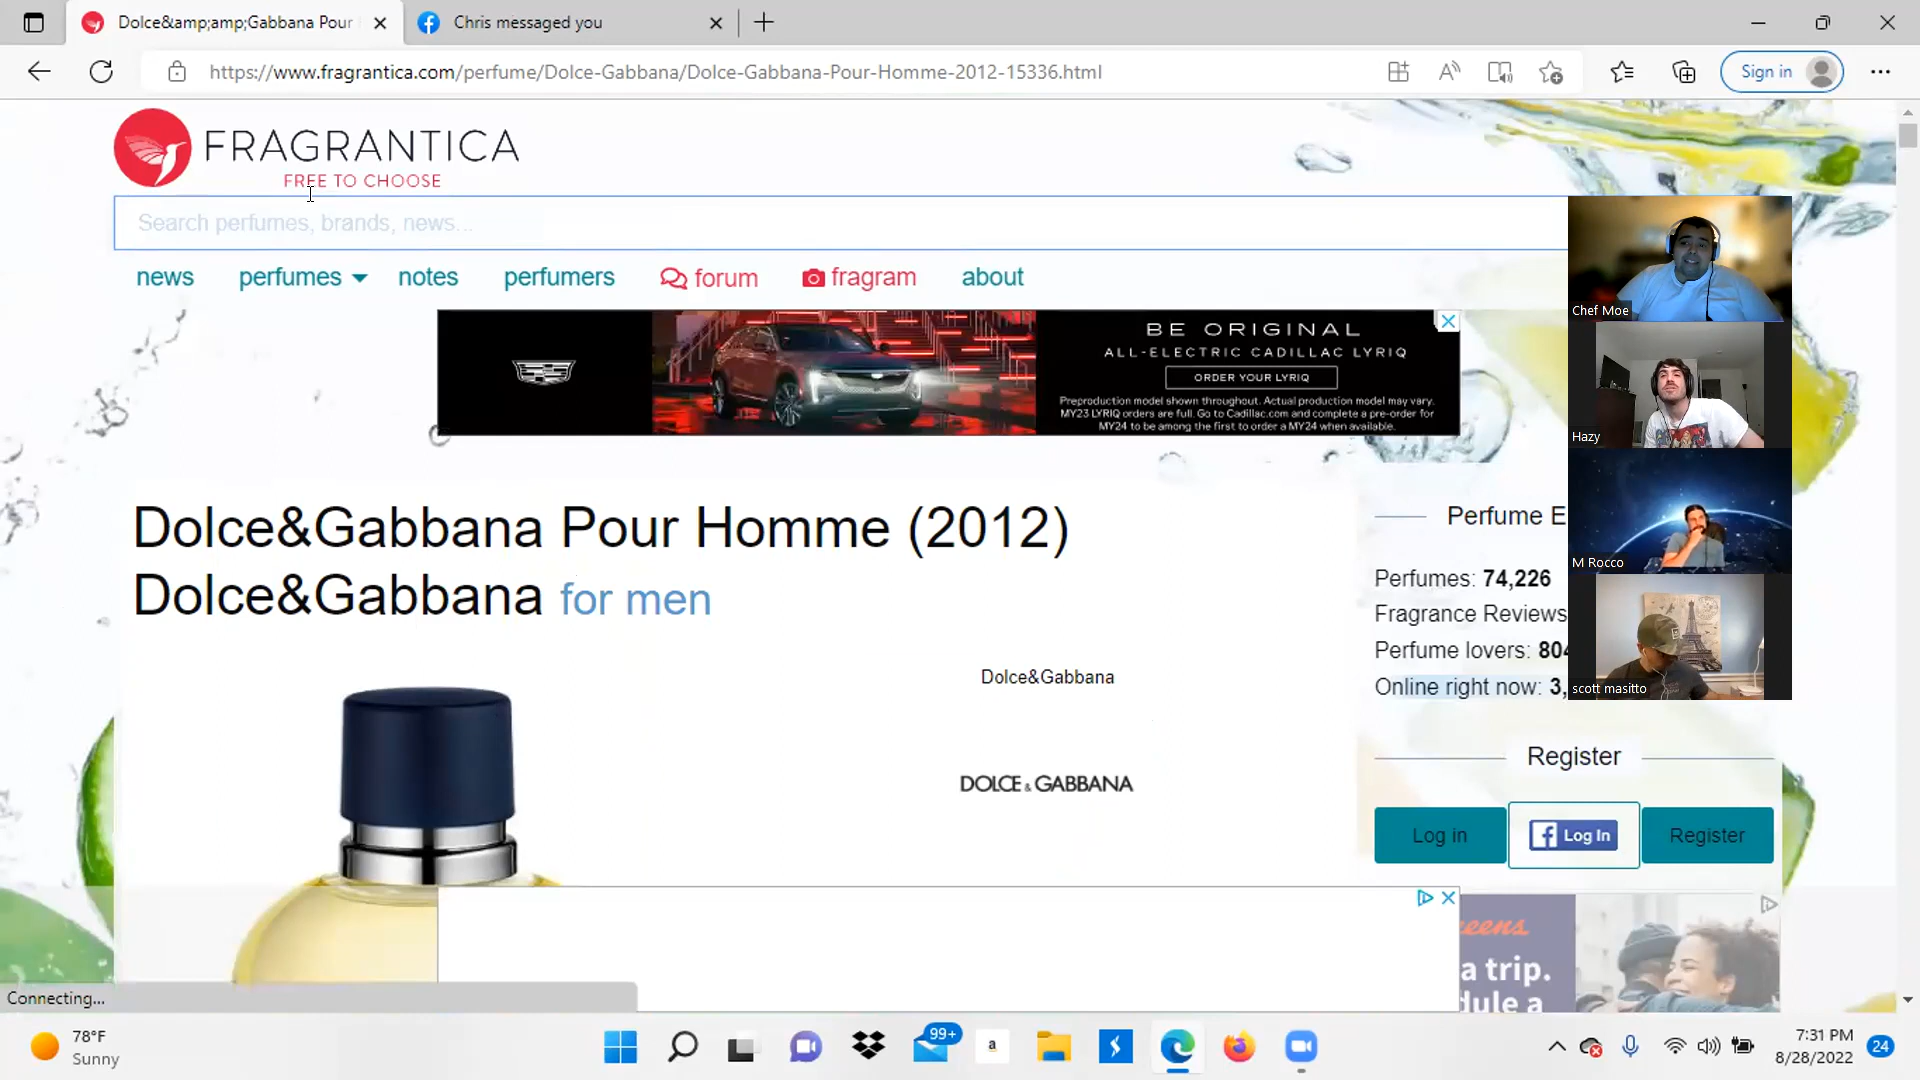 Dolce&amp;amp;Gabbana Pour
Chris messaged you
https://www.fragrantica.com/perfume/Dolce-Gabbana/Dolce-Gabbana-Pour-Homme-2012-15336.html
Sign in
FRAGRANTICA
FREE TO CHOOSE
Search perfumes, brands, news...
news
perfumes
notes
perfumers
forum
fragram
about
BE ORIGINAL
ALL-ELECTRIC CADILLAC LYRIQ
ORDER YOUR LYRIQ
Preproduction model shown throughout. Actual production model may vary.
MY23 LYRIQ orders are full. Go to Cadillac.com and complete a pre-order for
MY24 to be among the first to order a MY24 when available.
Chef Moe
Hazy
M Rocco
scott masitto
Dolce&Gabbana Pour Homme (2012)
Dolce&Gabbana for men
Dolce&Gabbana
DOLCE & GABBANA
Perfume E
Perfumes: 74,226
Fragrance Reviews
Perfume lovers: 804
Online right now: 3,
Register
Log in
Log In
Register
a trip.
dule a
Connecting...
78°F
Sunny
99+
a
7:31 PM
8/28/2022
24